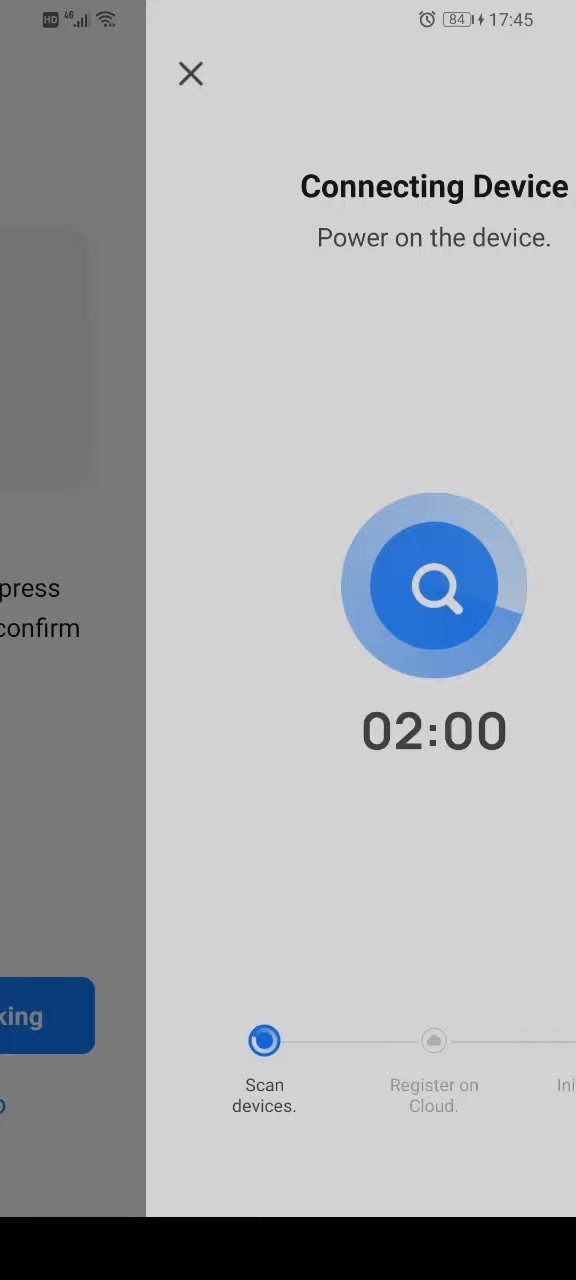 HD 4G 84 17:45
Connecting Device
Power on the device.
press
confirm
02:00
king
Scan
devices.
Register on
Cloud.
Ini